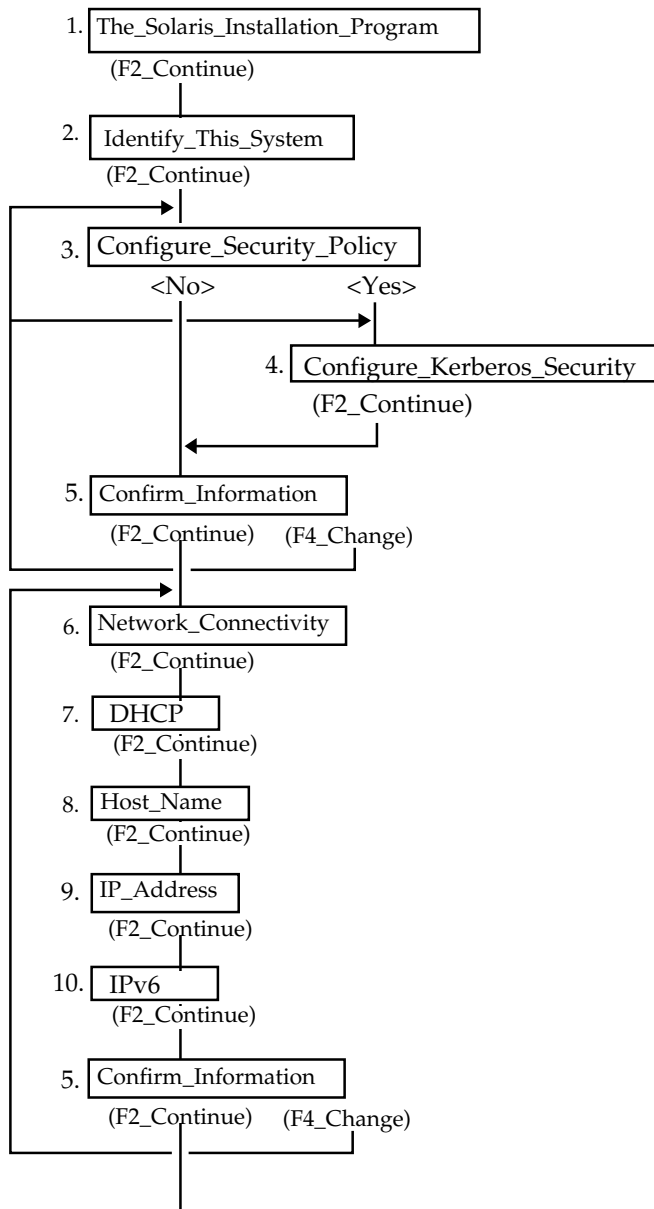 1. The_Solaris_Installation_Program
(F2_Continue)
2. Identify_This_System
(F2_Continue)
3. Configure_Security_Policy
<No> <Yes>
4. Configure_Kerberos_Security
(F2_Continue)
5. Confirm_Information
(F2_Continue) (F4_Change)
6. Network_Connectivity
(F2_Continue)
7. DHCP
(F2_Continue)
8. Host_Name
(F2_Continue)
9. IP_Address
(F2_Continue)
10. IPv6
(F2_Continue)
5. Confirm_Information
(F2_Continue) (F4_Change)